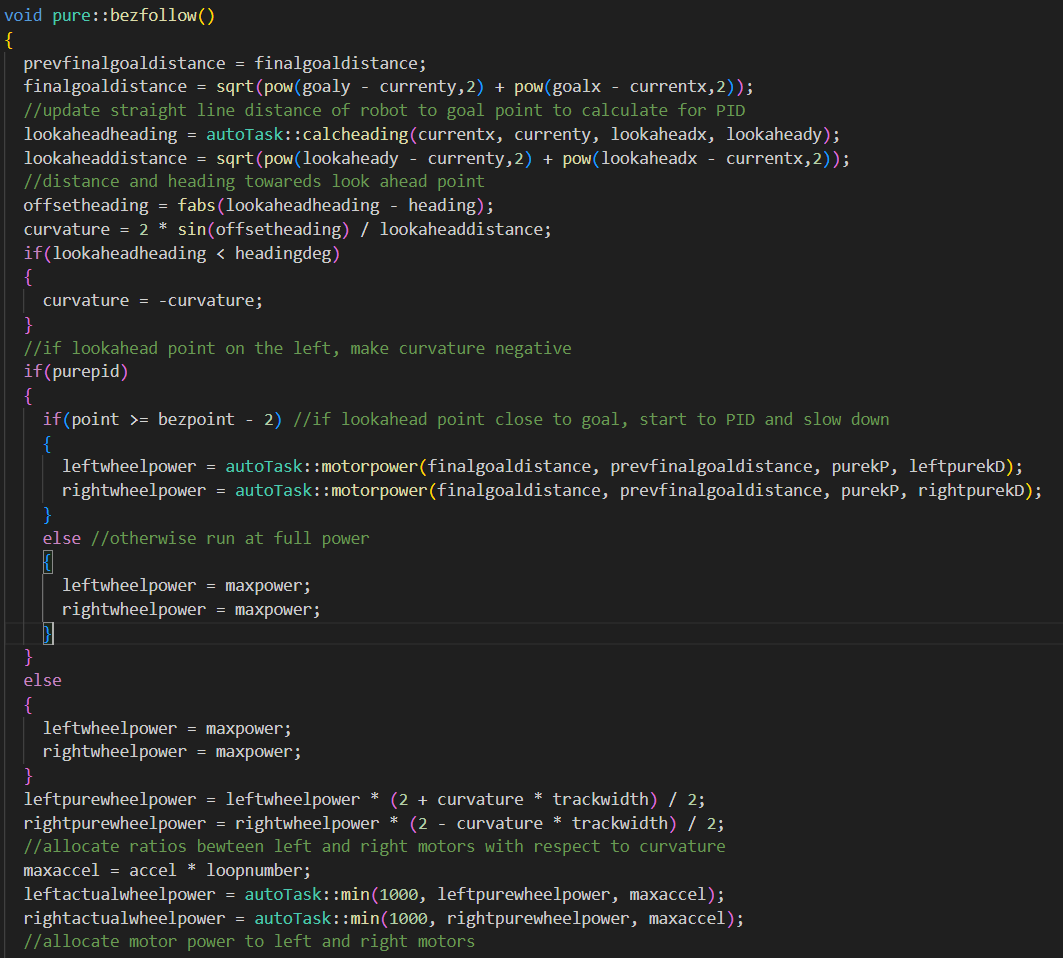 void pure::bezfollow()
{
prevfinalgoaldistance = finalgoaldistance;
finalgoaldistance = sqrt(pow(goaly - currenty,2) + pow(goalx - currentx,2));
//update straight line distance of robot to goal point to calculate for PID
lookaheadheading = autoTask::calcheading(currentx, currenty, lookaheadx, lookaheady);
lookaheaddistance = sqrt(pow(lookaheady - currenty,2) + pow(lookaheadx - currentx,2));
//distance and heading towareds look ahead point
offsetheading = fabs(lookaheadheading - heading);
curvature = 2 * sin(offsetheading) / lookaheaddistance;
if(lookaheadheading < headingdeg)
{
curvature = -curvature;
}
//if lookahead point on the left, make curvature negative
if(purepid)
{
if(point >= bezpoint - 2) //if lookahead point close to goal, start to PID and slow down
{
leftwheelpower = autoTask::motorpower(finalgoaldistance, prevfinalgoaldistance, purekP, leftpurekD);
rightwheelpower = autoTask::motorpower(finalgoaldistance, prevfinalgoaldistance, purekP, rightpurekD);
}
else //otherwise run at full power
{
leftwheelpower = maxpower;
rightwheelpower = maxpower;
}
}
else
{
leftwheelpower = maxpower;
rightwheelpower = maxpower;
}
leftpurewheelpower = leftwheelpower * (2 + curvature * trackwidth) / 2;
rightpurewheelpower = rightwheelpower * (2 - curvature * trackwidth) / 2;
//allocate ratios bewteen left and right motors with respect to curvature
maxaccel = accel * loopnumber;
leftactualwheelpower = autoTask::min(1000, leftpurewheelpower, maxaccel);
rightactualwheelpower = autoTask::min(1000, rightpurewheelpower, maxaccel);
//allocate motor power to left and right motors